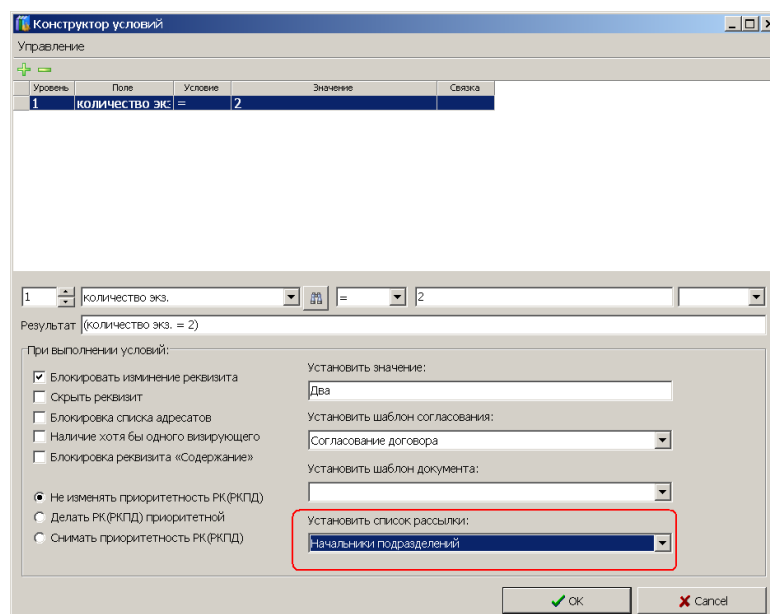 Конструктор условий
Управление
Уровень Поле Условие Значение Связка
1 количество экз = 2
1 количество экз. = 2
Результат (количество экз. = 2)
При выполнении условий:
Блокировать изминение реквизита
Скрыть реквизит
Блокировка списка адресатов
Наличие хотя бы одного визирующего
Блокировка реквизита «Содержание»
Не изменять приоритетность РК(РКПД)
Делать РК(РКПД) приоритетной
Снимать приоритетность РК(РКПД)
Установить значение:
Два
Установить шаблон согласования:
Согласование договора
Установить шаблон документа:
Установить список рассылки:
Начальники подразделений
OK Cancel